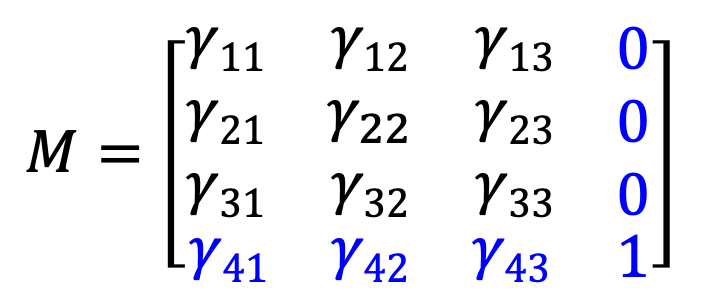 γ₁₁ γ₁₂ γ₁₃ 0
γ₂₁ γ₂₂ γ₂₃ 0
M = γ₃₁ γ₃₂ γ₃₃ 0
γ₄₁ γ₄₂ γ₄₃ 1